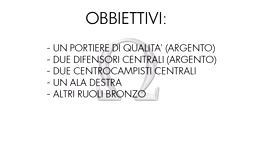 OBBIETTIVI:
- UN PORTIERE DI QUALITA' (ARGENTO)
- DUE DIFENSORI CENTRALI (ARGENTO)
- DUE CENTROCAMPISTI CENTRALI
- UN ALA DESTRA
- ALTRI RUOLI BRONZO